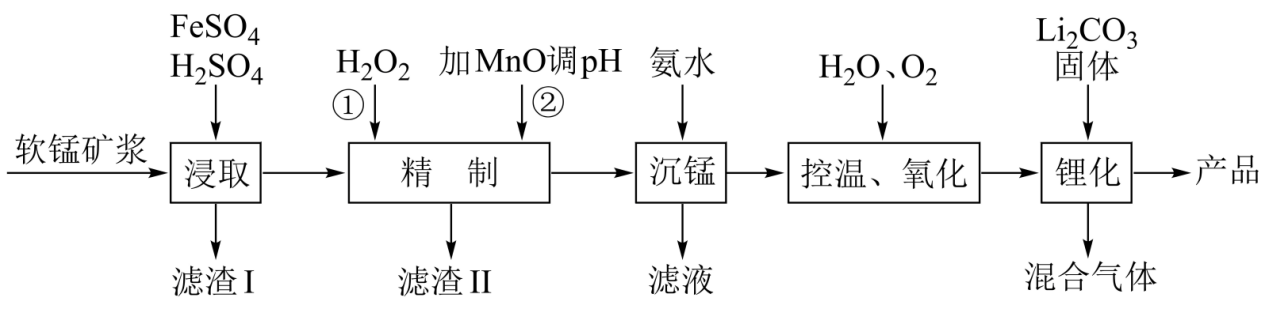 FeSO₄
H₂SO₄
H₂O₂
加MnO调pH
氨水
H₂O、O₂
Li₂CO₃
固体
①
②
软锰矿浆
浸取
精 制
沉锰
控温、氧化
锂化
产品
滤渣I
滤渣II
滤液
混合气体